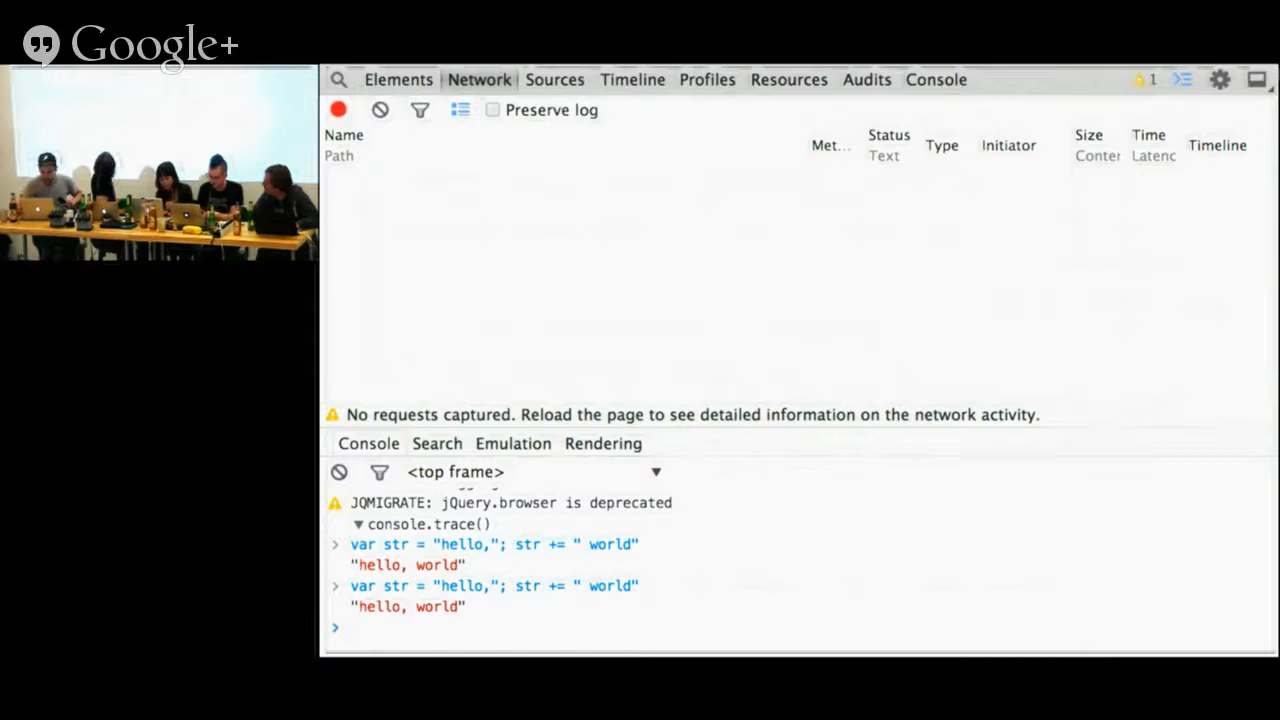 Google+
Elements Network Sources Timeline Profiles Resources Audits Console 1
Preserve log
Name Met... Status Type Initiator Size Time Timeline
Path Text Conter Latenc
No requests captured. Reload the page to see detailed information on the network activity.
Console Search Emulation Rendering
<top frame>
JQMIGRATE: jQuery.browser is deprecated
console.trace()
> var str = "hello,"; str += " world"
"hello, world"
> var str = "hello,"; str += " world"
"hello, world"
>